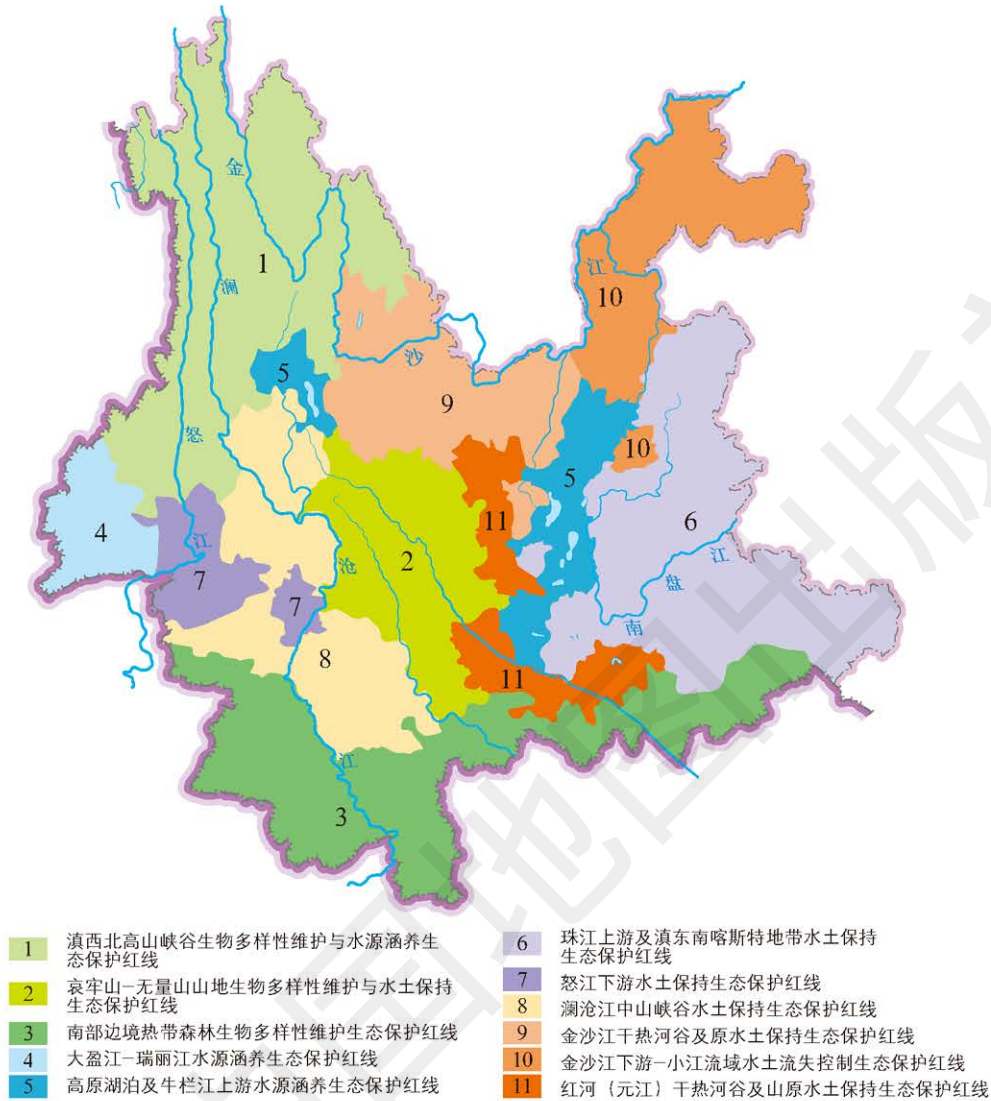 金
1
澜
江
10
5
沙
9
怒
10
5
4
11
6
江
沧
2
江
7
盘
7
南
8
11
江
3
1 滇西北高山峡谷生物多样性维护与水源涵养生
态保护红线
2 哀牢山–无量山山地生物多样性维护与水土保持
生态保护红线
3 南部边境热带森林生物多样性维护生态保护红线
4 大盈江–瑞丽江水源涵养生态保护红线
5 高原湖泊及牛栏江上游水源涵养生态保护红线
6 珠江上游及滇东南喀斯特地带水土保持
生态保护红线
7 怒江下游水土保持生态保护红线
8 澜沧江中山峡谷水土保持生态保护红线
9 金沙江干热河谷及原水土保持生态保护红线
10 金沙江下游–小江流域水土流失控制生态保护红线
11 红河（元江）干热河谷及山原水土保持生态保护红线
国地图出版